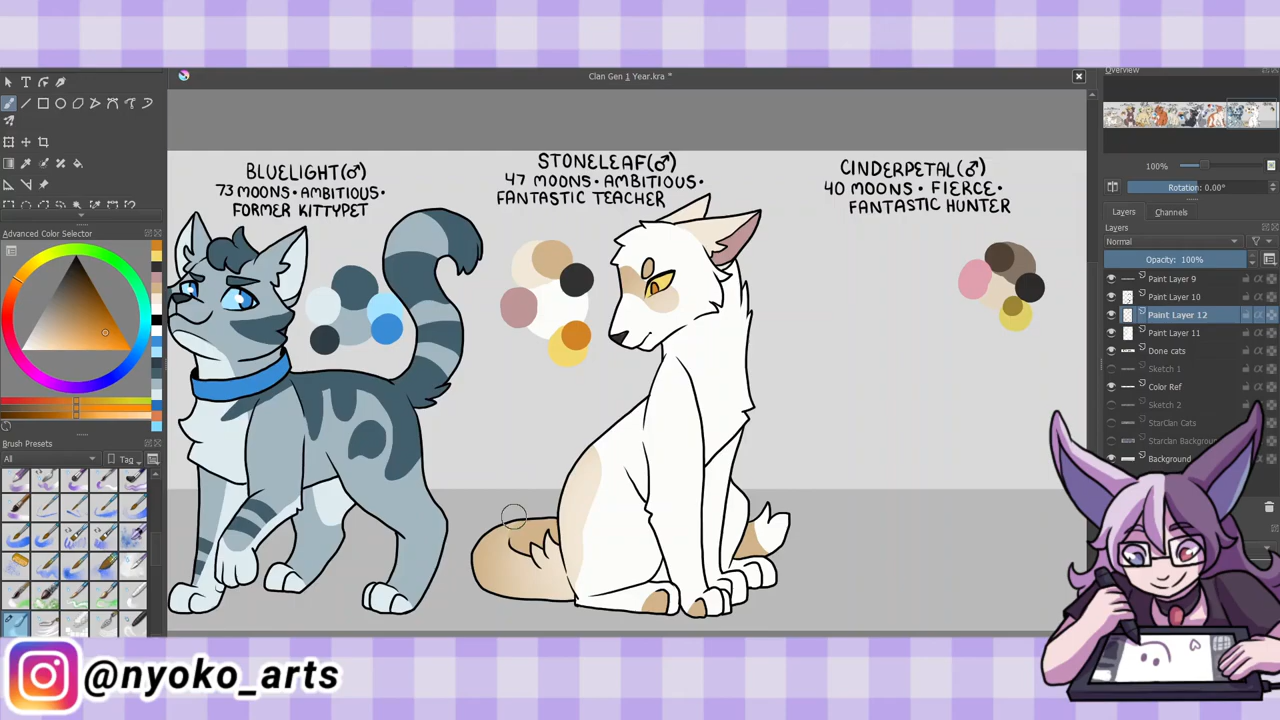 Clan Gen 1 Year.kra *
Overview
100%
Rotation: 0.00°
Layers
Channels
Layers
Normal
Opacity: 100%
Paint Layer 9
Paint Layer 10
Paint Layer 12
Paint Layer 11
Done cats
Sketch 1
Color Ref
Sketch 2
StarClan Cats
Starclan Background
Background
Advanced Color Selector
Brush Presets
All
Tag
BLUELIGHT(♂)
73 MOONS • AMBITIOUS •
FORMER KITTYPET
STONELEAF(♂)
47 MOONS • AMBITIOUS •
FANTASTIC TEACHER
CINDERPETAL(♂)
40 MOONS • FIERCE •
FANTASTIC HUNTER
@nyoko_arts